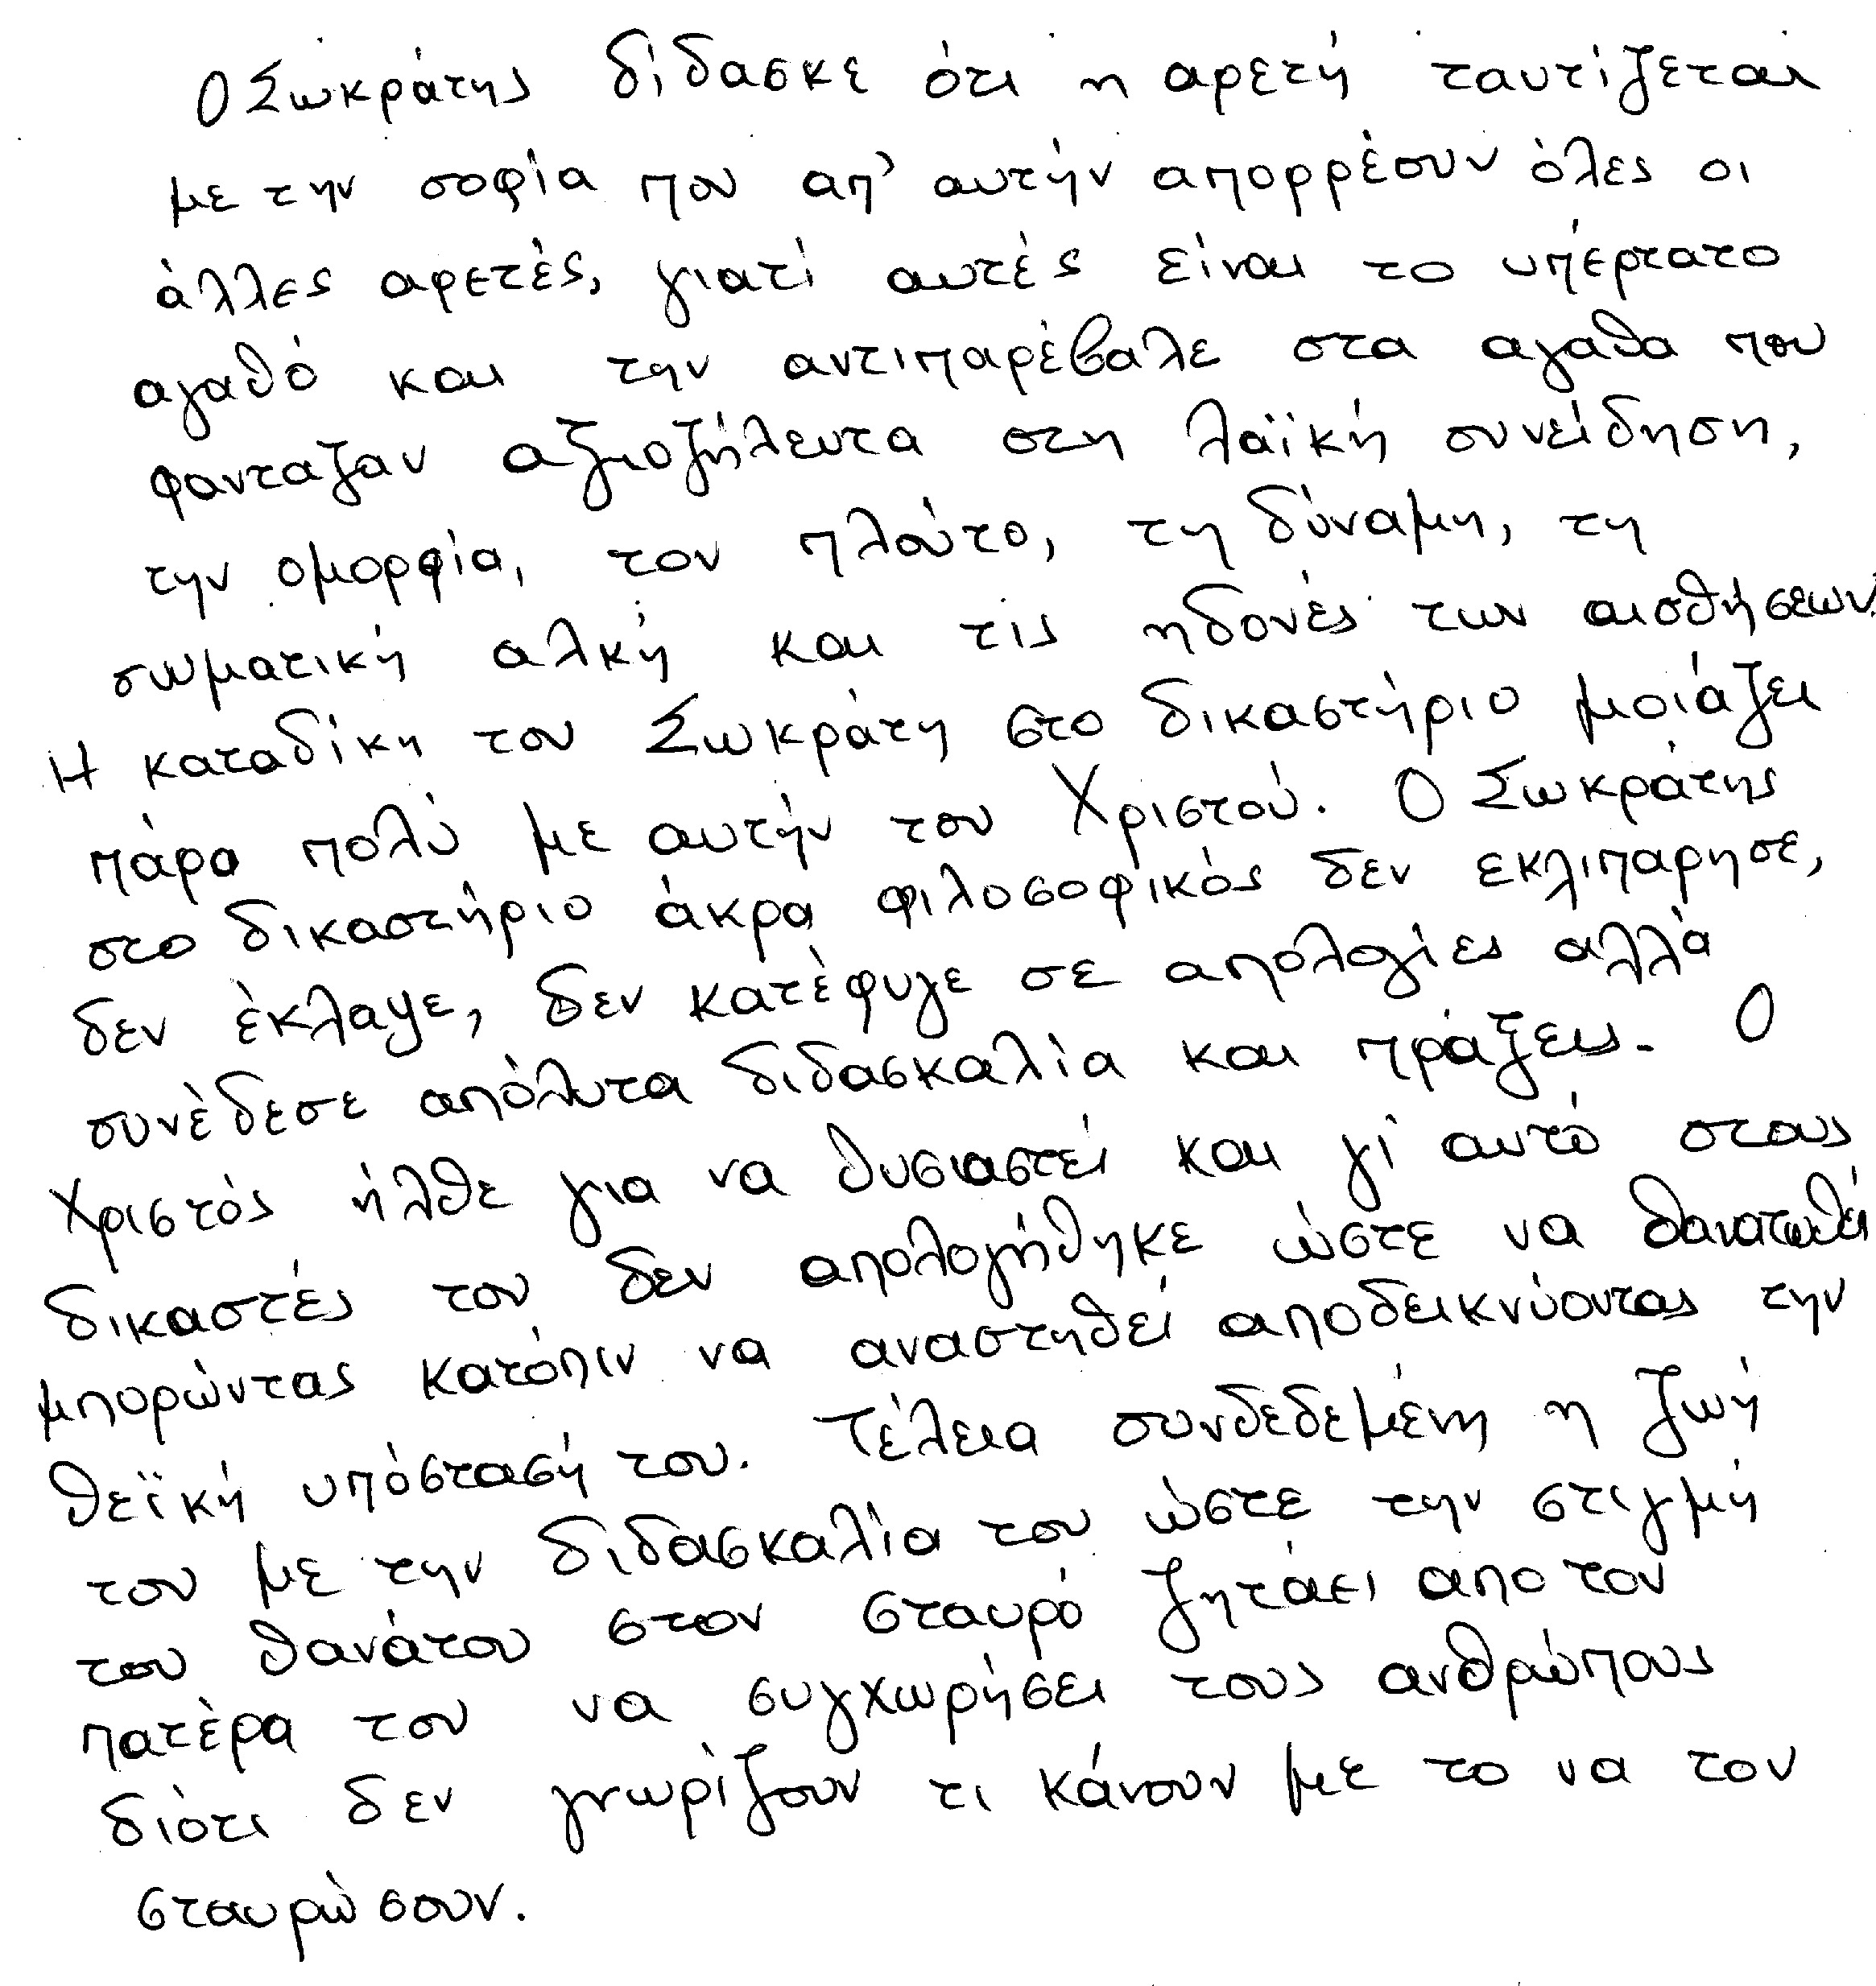 Ο Σωκράτης δίδασκε ότι η αρετή ταυτίζεται
με την σοφία που απ' αυτήν απορρέουν όλες οι
άλλες αρετές, γιατί αυτές είναι το υπέρτατο
αγαθό και την αντιπαρέβαλε στα αγαθα που
φανταζαν αξιοζήλευτα στη λαϊκή συνείδηση,
την ομορφία, τον πλούτο, τη δύναμη, τη
σωματική αλκή και τις ηδονές των αισθήσεων.
Η καταδίκη του Σωκράτη στο δικαστήριο μοιάζει
πάρα πολύ με αυτήν του Χριστού. Ο Σωκράτης
στο δικαστήριο άκρα φιλοσοφικός δεν εκλιπαρησε,
δεν έκλαψε, δεν κατέφυγε σε απολογίες αλλά
συνέδεσε απόλυτα διδασκαλία και πράξεις. Ο
Χριστός ήλθε για να θυσιαστεί και γι' αυτό στους
δικαστές του δεν απολογήθηκε ώστε να θανατωθεί
μπορώντας κατόπιν να αναστηθεί αποδεικνύοντας την
θεϊκή υπόστασή του. Τέλεια συνδεδεμένη η ζωή
του με την διδασκαλία του ώστε την στιγμή
του θανάτου στον σταυρό ζητάει απο τον
πατέρα του να συγχωρήσει τους ανθρώπους
διότι δεν γνωρίζουν τι κάνουν με το να τον
σταυρώσουν.